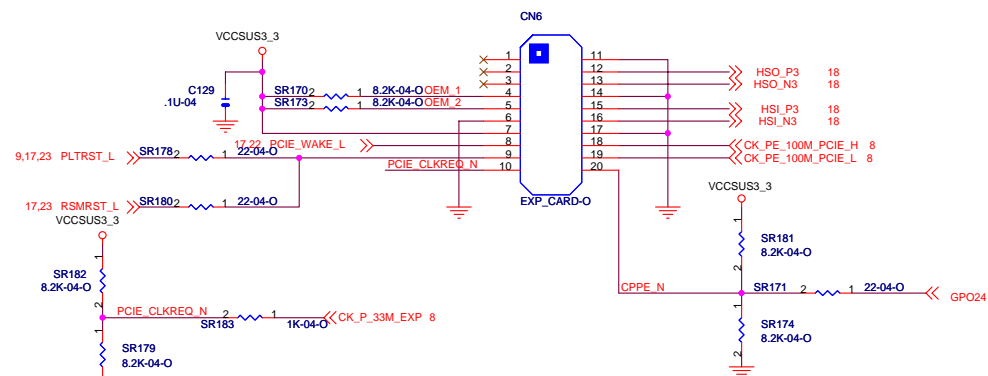 CN6
VCCSUS3_3
1 11
2 12 HSO_P3 18
3 13 HSO_N3 18
C129
.1U-04
SR170 2 1 8.2K-04-O OEM_1 4 14
SR173 2 1 8.2K-04-O OEM_2 5 15 HSI_P3 18
6 16 HSI_N3 18
7 17
17,22 PCIE_WAKE_L 8 18 CK_PE_100M_PCIE_H 8
9,17,23 PLTRST_L SR178 2 1 22-04-O 9 19 CK_PE_100M_PCIE_L 8
PCIE_CLKREQ_N 10 20
VCCSUS3_3
EXP_CARD-O
17,23 RSMRST_L SR180 2 1 22-04-O
VCCSUS3_3
1
SR181
8.2K-04-O
2
1
SR182
8.2K-04-O
2
CPPE_N SR171 2 1 22-04-O GPO24
PCIE_CLKREQ_N SR183 2 1 1K-04-O CK_P_33M_EXP 8
1
SR174
8.2K-04-O
2
1
SR179
8.2K-04-O